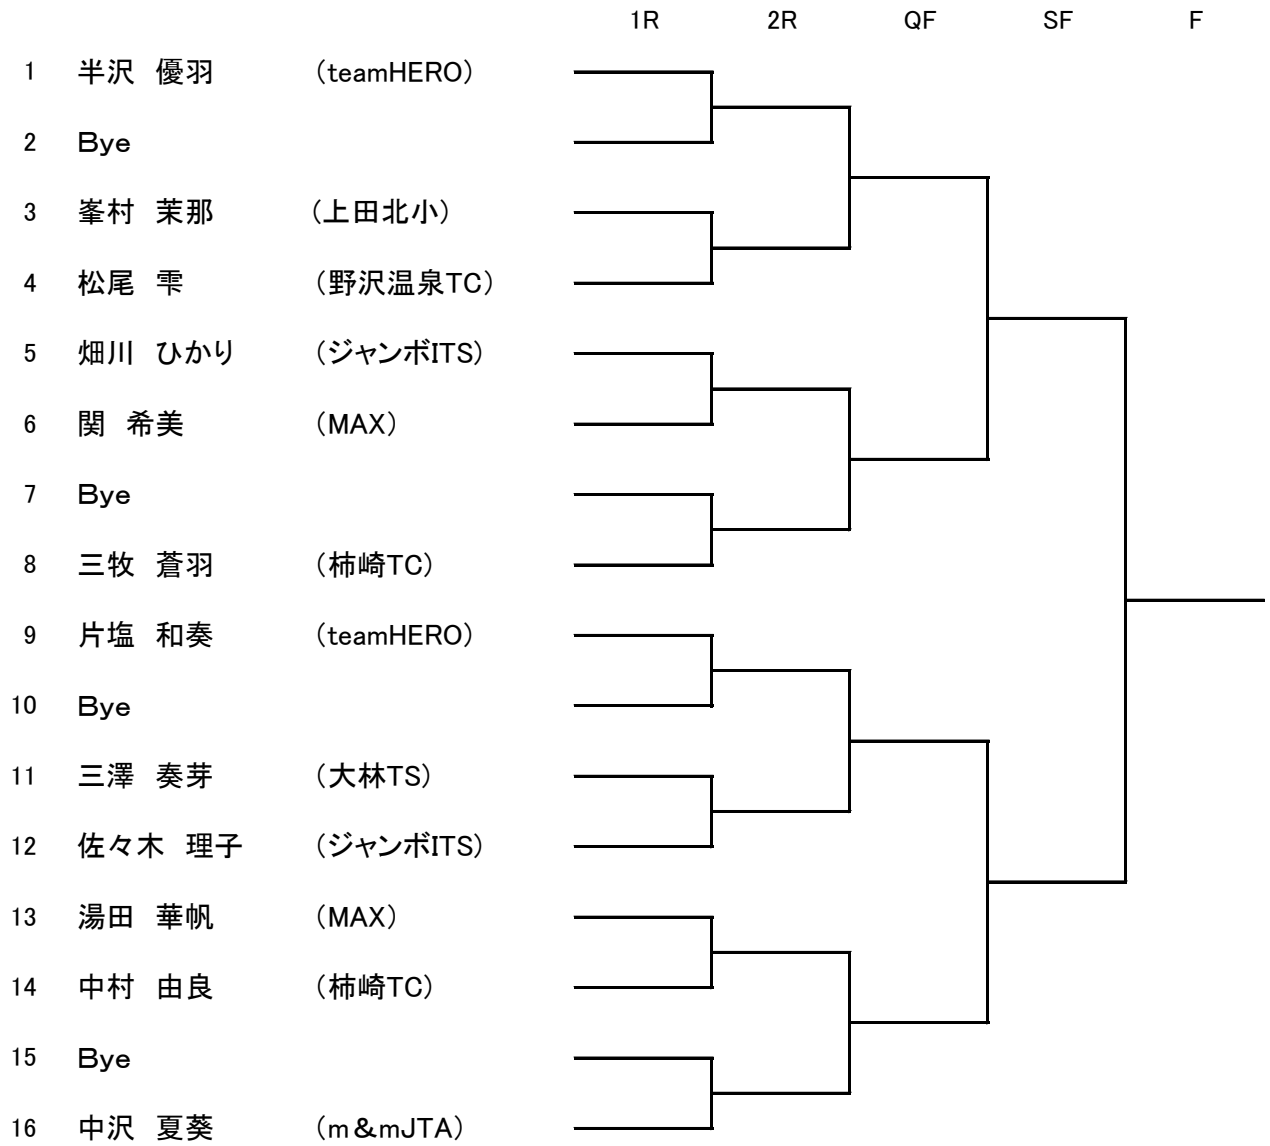 1R 2R QF SF F
1 半沢 優羽 (teamHERO)
2 Bye
3 峯村 茉那 (上田北小)
4 松尾 雫 (野沢温泉TC)
5 畑川 ひかり (ジャンボITS)
6 関 希美 (MAX)
7 Bye
8 三牧 蒼羽 (柿崎TC)
9 片塩 和奏 (teamHERO)
10 Bye
11 三澤 奏芽 (大林TS)
12 佐々木 理子 (ジャンボITS)
13 湯田 華帆 (MAX)
14 中村 由良 (柿崎TC)
15 Bye
16 中沢 夏葵 (m&mJTA)